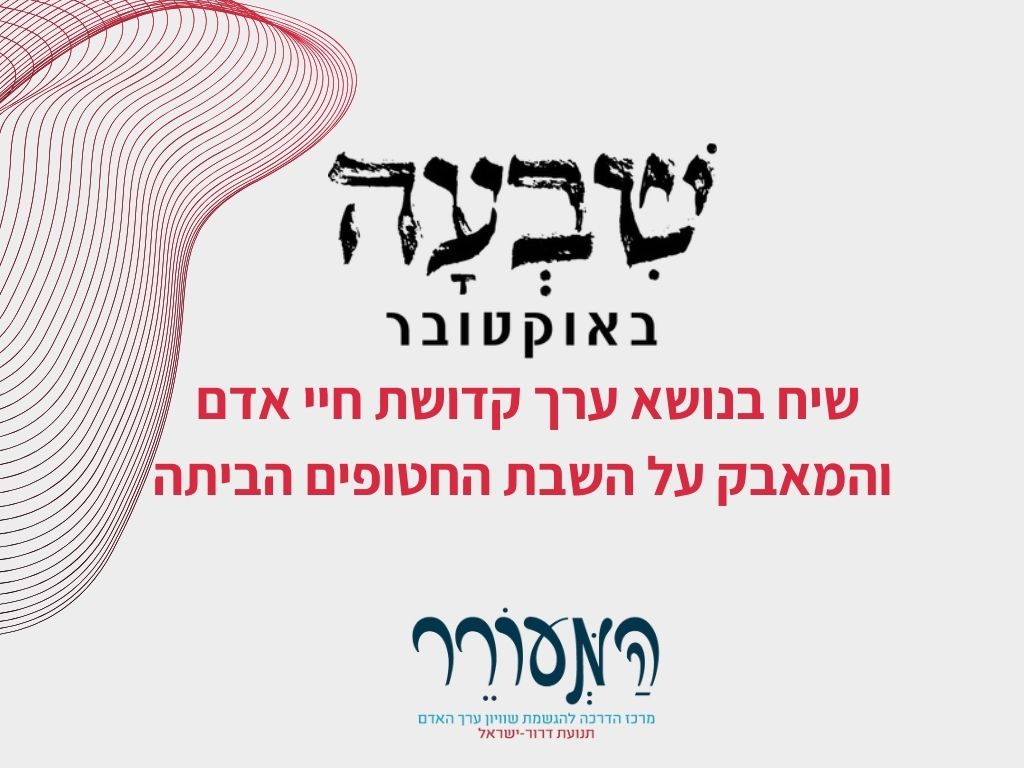 שִׁבְעָה
באוקטובר
שיח בנושא ערך קדושת חיי אדם
והמאבק על השבת החטופים הביתה
הַמְּעוֹרֵר
מרכז הדרכה להגשמת שוויון ערך האדם
תנועת דרור-ישראל